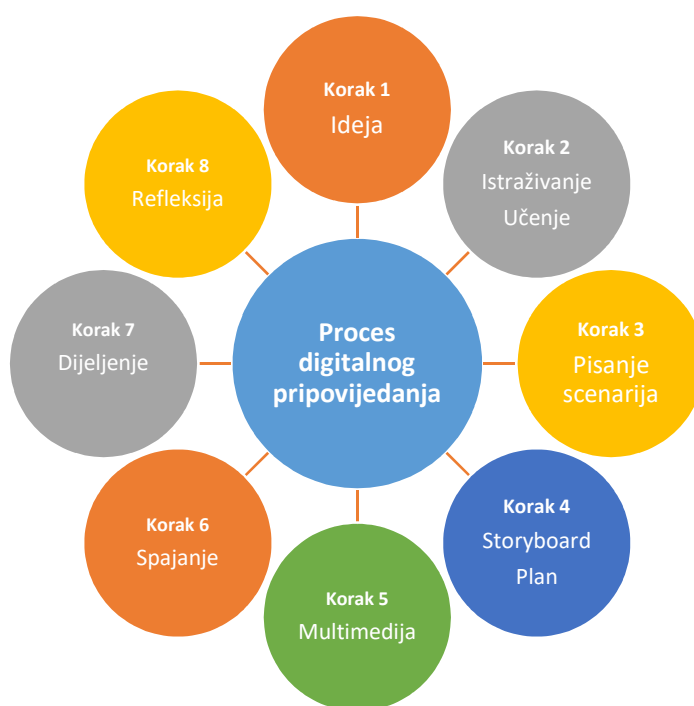 Korak 1
Ideja
Korak 2
Istraživanje
Učenje
Korak 3
Pisanje
scenarija
Korak 4
Storyboard
Plan
Korak 5
Multimedija
Korak 6
Spajanje
Korak 7
Dijeljenje
Korak 8
Refleksija
Proces
digitalnog
pripovijedanja